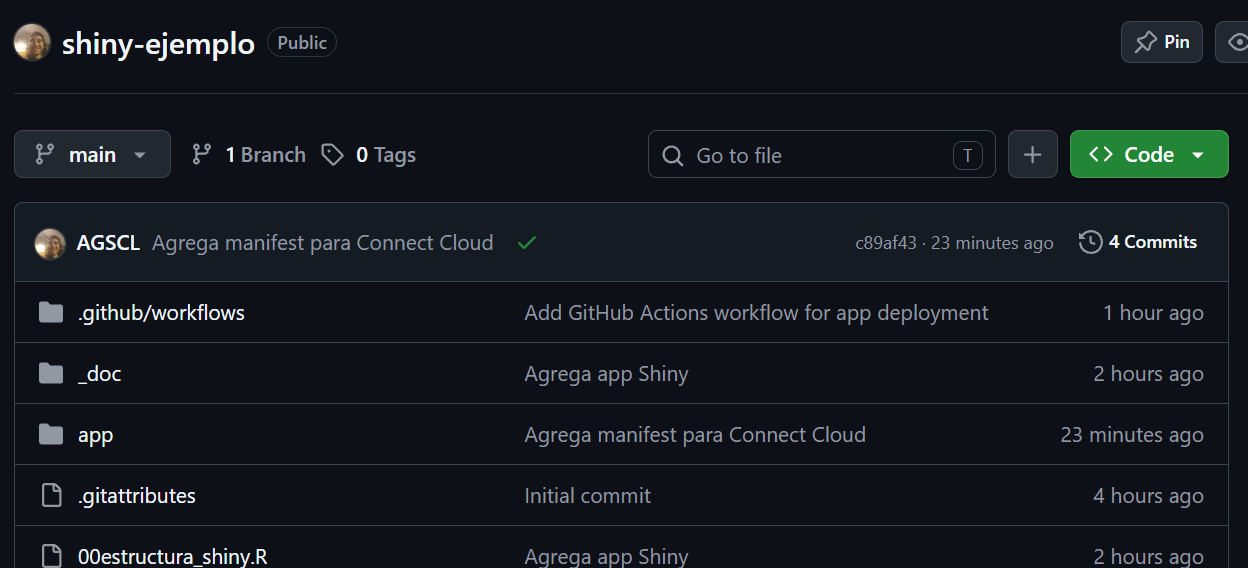 shiny-ejemplo Public Pin
main 1 Branch 0 Tags Go to file T Code
AGSCL Agrega manifest para Connect Cloud c89af43 · 23 minutes ago 4 Commits
.github/workflows Add GitHub Actions workflow for app deployment 1 hour ago
_doc Agrega app Shiny 2 hours ago
app Agrega manifest para Connect Cloud 23 minutes ago
.gitattributes Initial commit 4 hours ago
00estructura_shiny.R Agrega app Shiny 2 hours ago